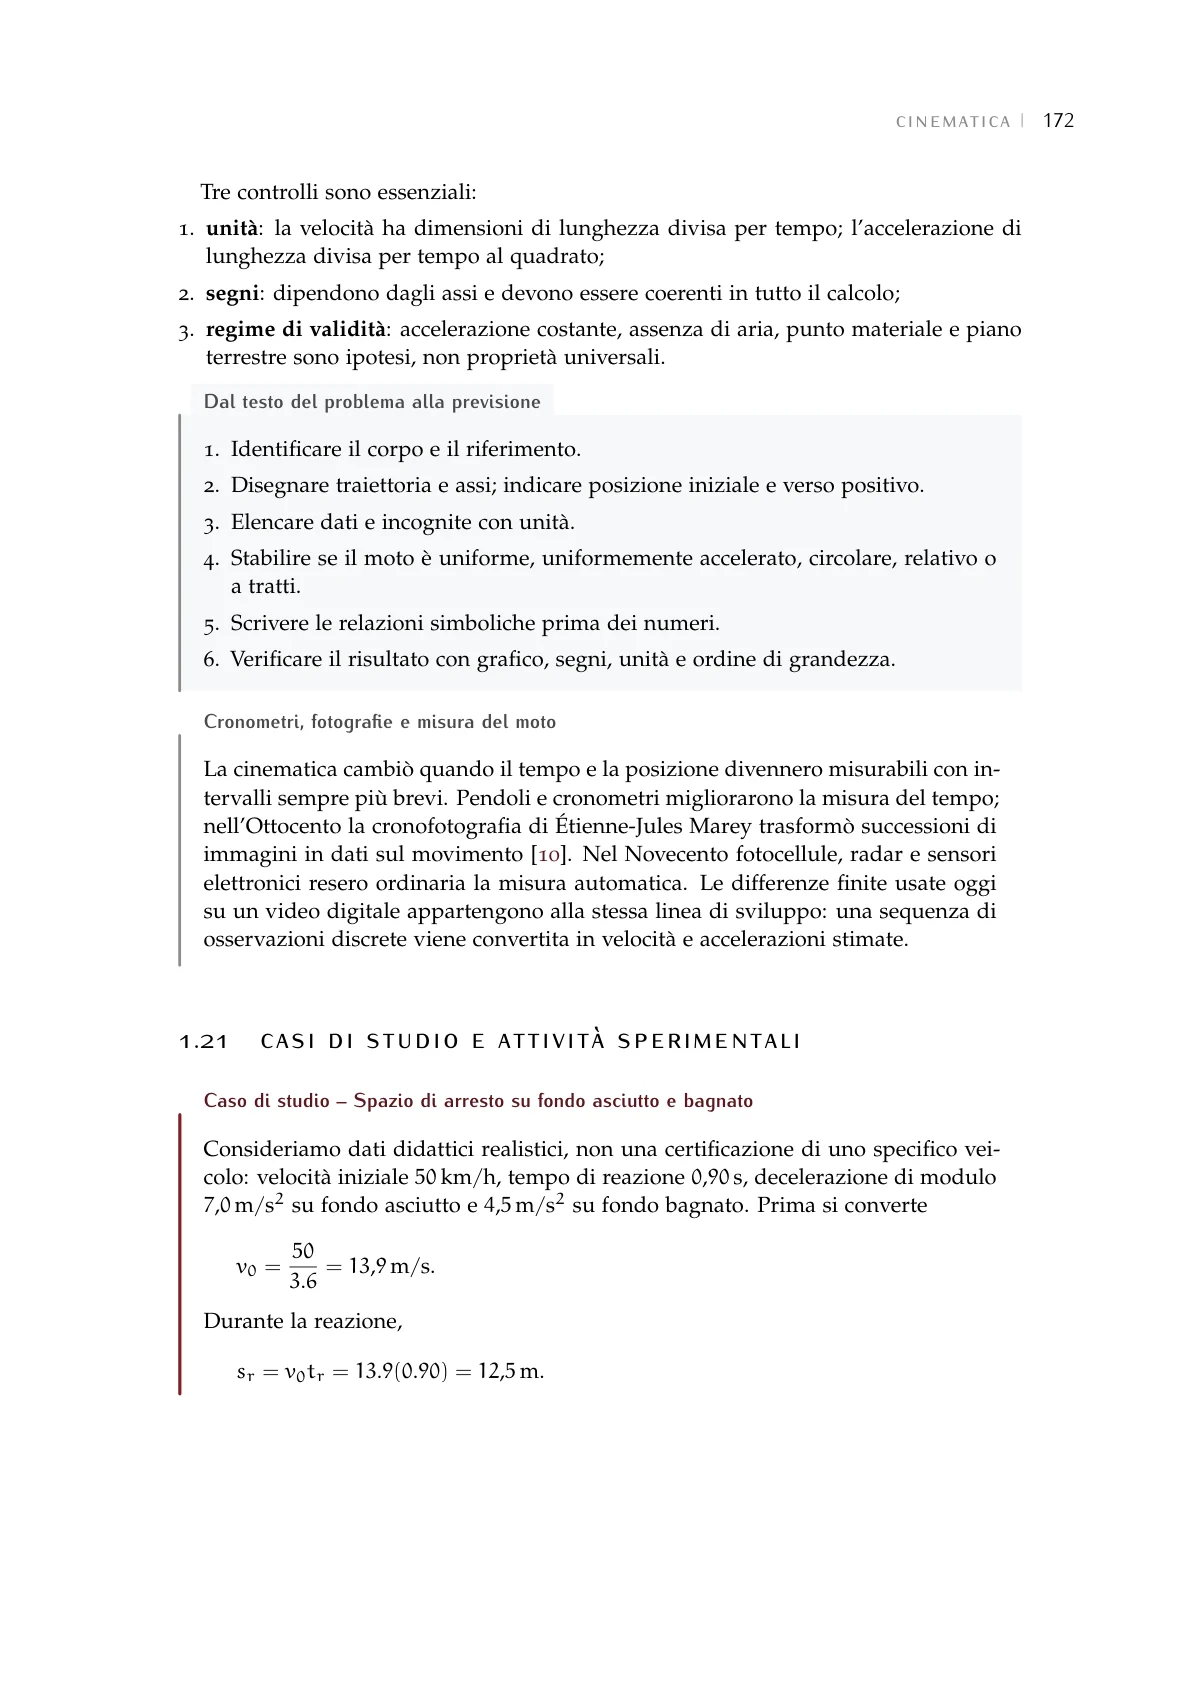 CINEMATICA | 172
Tre controlli sono essenziali:
1. unità: la velocità ha dimensioni di lunghezza divisa per tempo; l'accelerazione di
lunghezza divisa per tempo al quadrato;
2. segni: dipendono dagli assi e devono essere coerenti in tutto il calcolo;
3. regime di validità: accelerazione costante, assenza di aria, punto materiale e piano
terrestre sono ipotesi, non proprietà universali.
Dal testo del problema alla previsione
1. Identificare il corpo e il riferimento.
2. Disegnare traiettoria e assi; indicare posizione iniziale e verso positivo.
3. Elencare dati e incognite con unità.
4. Stabilire se il moto è uniforme, uniformemente accelerato, circolare, relativo o
a tratti.
5. Scrivere le relazioni simboliche prima dei numeri.
6. Verificare il risultato con grafico, segni, unità e ordine di grandezza.
Cronometri, fotografie e misura del moto
La cinematica cambiò quando il tempo e la posizione divennero misurabili con in-
tervalli sempre più brevi. Pendoli e cronometri migliorarono la misura del tempo;
nell'Ottocento la cronofotografia di Étienne-Jules Marey trasformò successioni di
immagini in dati sul movimento [10]. Nel Novecento fotocellule, radar e sensori
elettronici resero ordinaria la misura automatica. Le differenze finite usate oggi
su un video digitale appartengono alla stessa linea di sviluppo: una sequenza di
osservazioni discrete viene convertita in velocità e accelerazioni stimate.
1.21 CASI DI STUDIO E ATTIVITÀ SPERIMENTALI
Caso di studio – Spazio di arresto su fondo asciutto e bagnato
Consideriamo dati didattici realistici, non una certificazione di uno specifico vei-
colo: velocità iniziale 50 km/h, tempo di reazione 0,90 s, decelerazione di modulo
7,0 m/s² su fondo asciutto e 4,5 m/s² su fondo bagnato. Prima si converte
v₀ = 50/3.6 = 13,9 m/s.
Durante la reazione,
sᵣ = v₀tᵣ = 13.9(0.90) = 12,5 m.